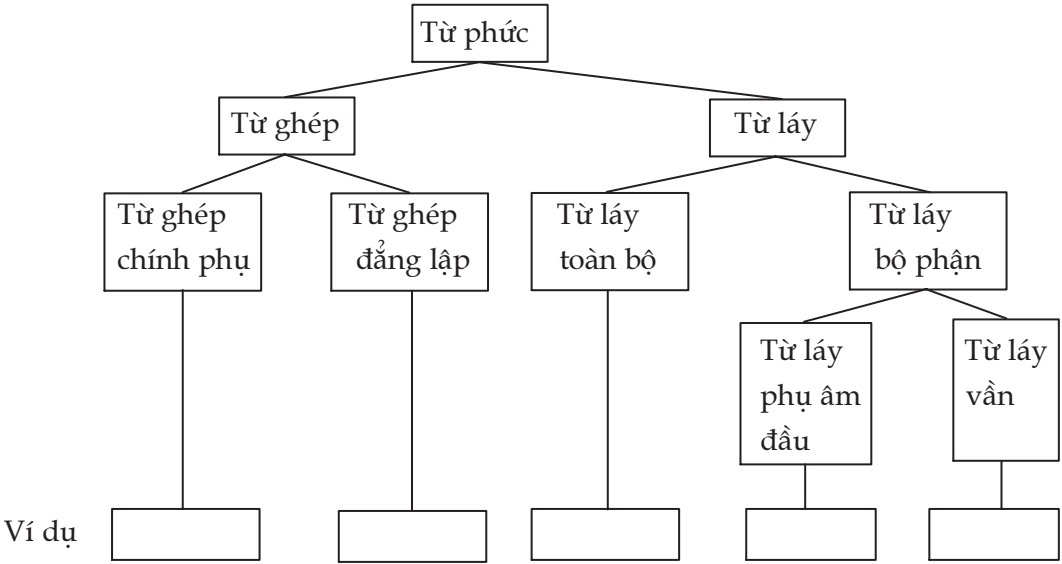 Từ phức
Từ ghép
Từ láy
Từ ghép
chính phụ
Từ ghép
đẳng lập
Từ láy
toàn bộ
Từ láy
bộ phận
Từ láy
phụ âm
đầu
Từ láy
vần
Ví dụ